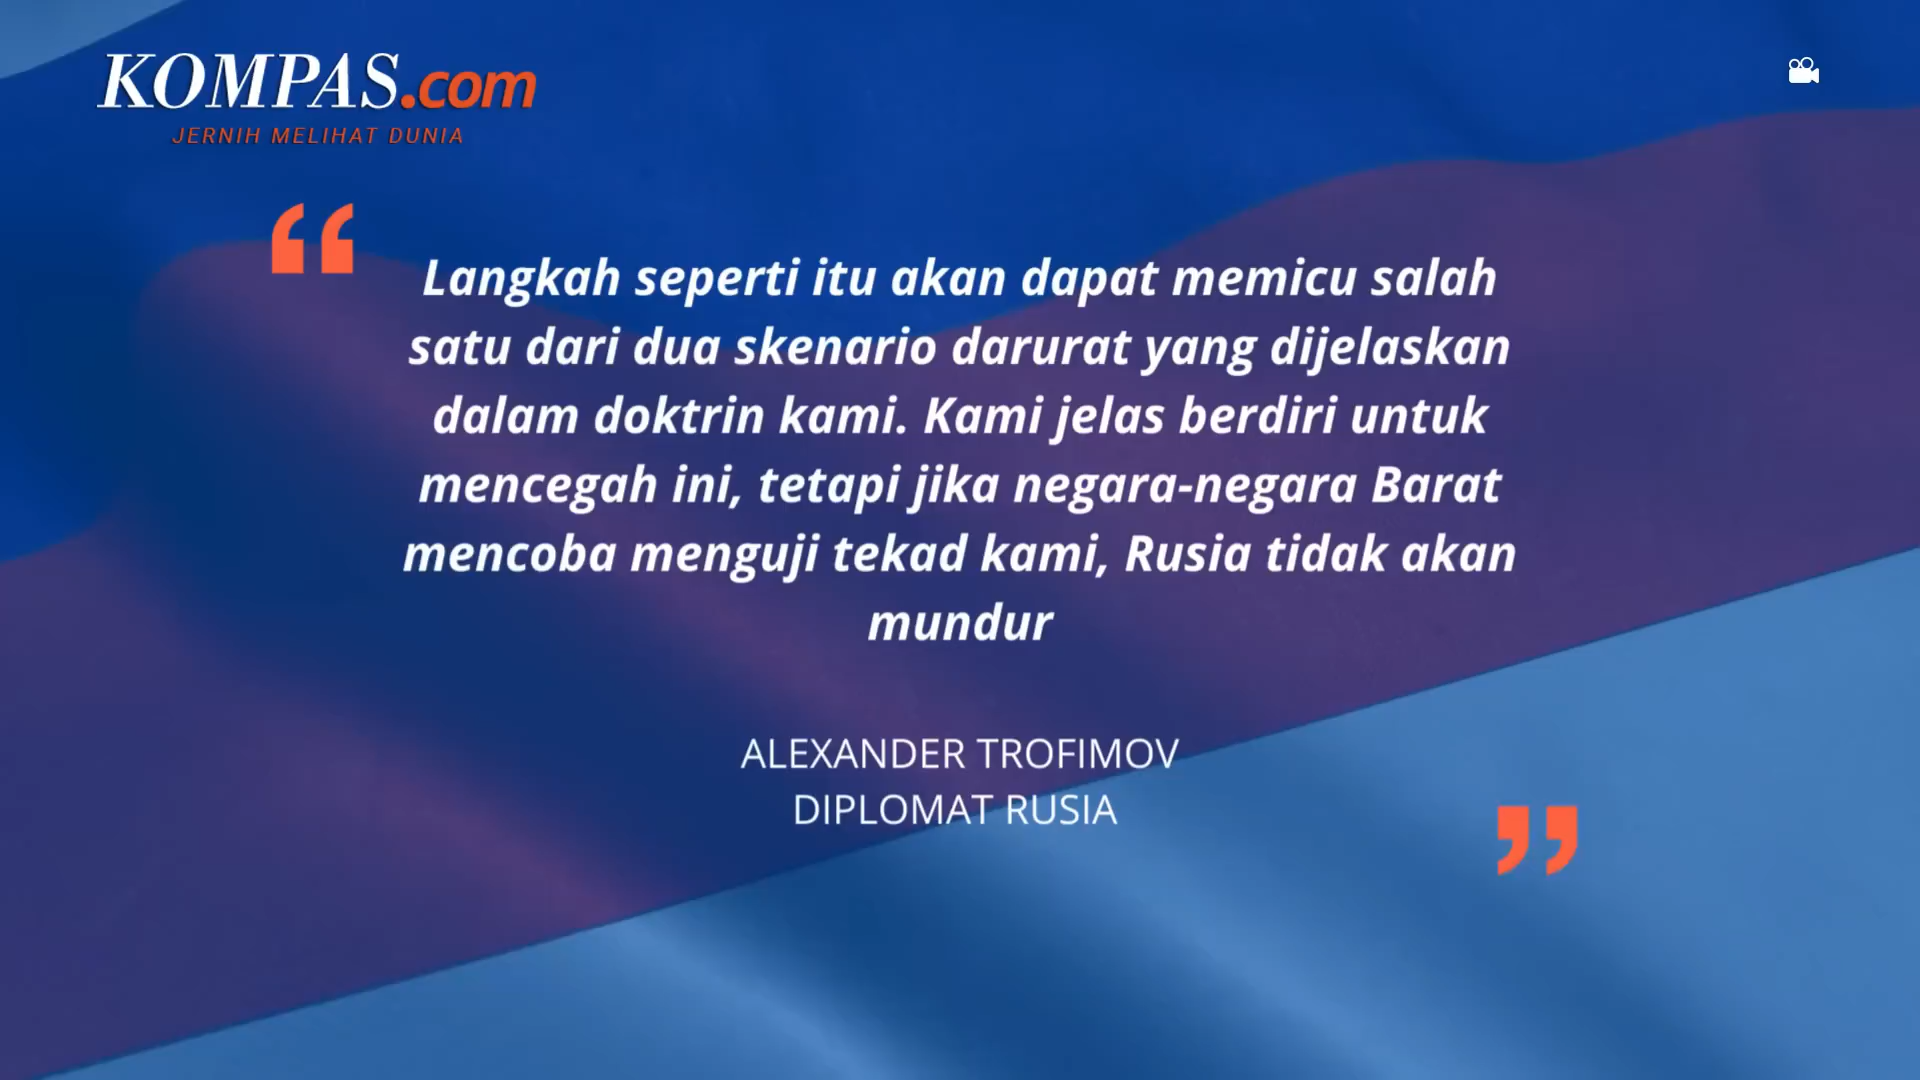 KOMPAS.com
JERNIH MELIHAT DUNIA
“
Langkah seperti itu akan dapat memicu salah
satu dari dua skenario darurat yang dijelaskan
dalam doktrin kami. Kami jelas berdiri untuk
mencegah ini, tetapi jika negara-negara Barat
mencoba menguji tekad kami, Rusia tidak akan
mundur
ALEXANDER TROFIMOV
DIPLOMAT RUSIA
”